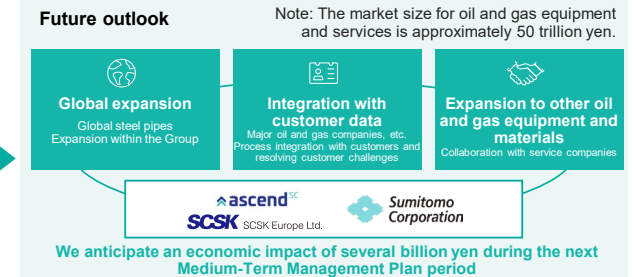 Future outlook
Note: The market size for oil and gas equipment
and services is approximately 50 trillion yen.
Global expansion
Global steel pipes
Expansion within the Group
Integration with
customer data
Major oil and gas companies, etc.
Process integration with customers and
resolving customer challenges
Expansion to other oil
and gas equipment and
materials
Collaboration with service companies
ascend SC
SCSK SCSK Europe Ltd.
Sumitomo
Corporation
We anticipate an economic impact of several billion yen during the next
Medium-Term Management Plan period